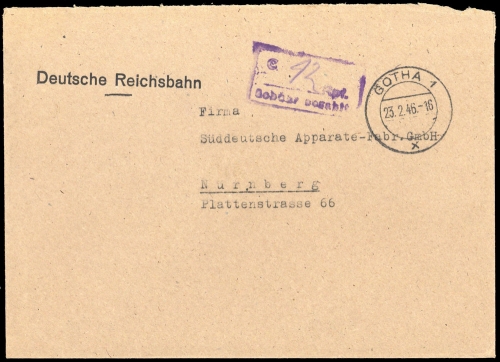 Deutsche Reichsbahn
12 Rpf.
Gebühr bezahlt
GOTHA 1
23.2.46.-16
x
Firma
Süddeutsche Apparate-Fabr.GmbH
Nürnberg
Plattenstrasse 66